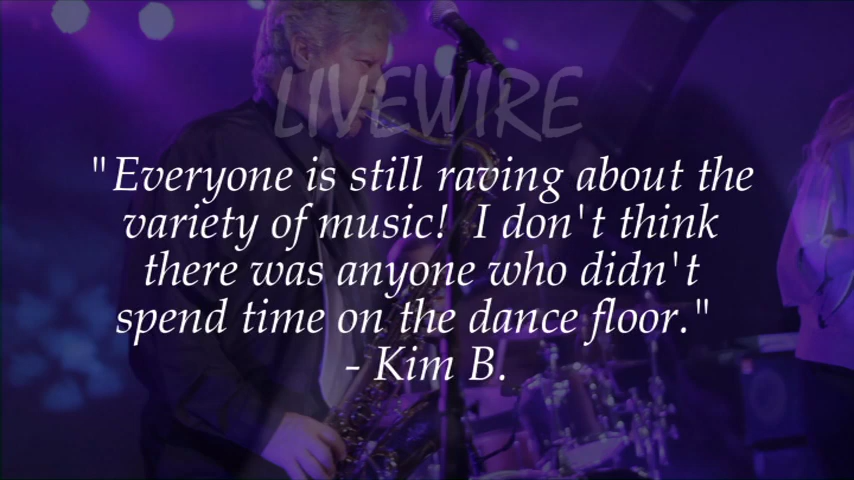 LIVEWIRE
"Everyone is still raving about the
variety of music!  I don't think
there was anyone who didn't
spend time on the dance floor."
- Kim B.